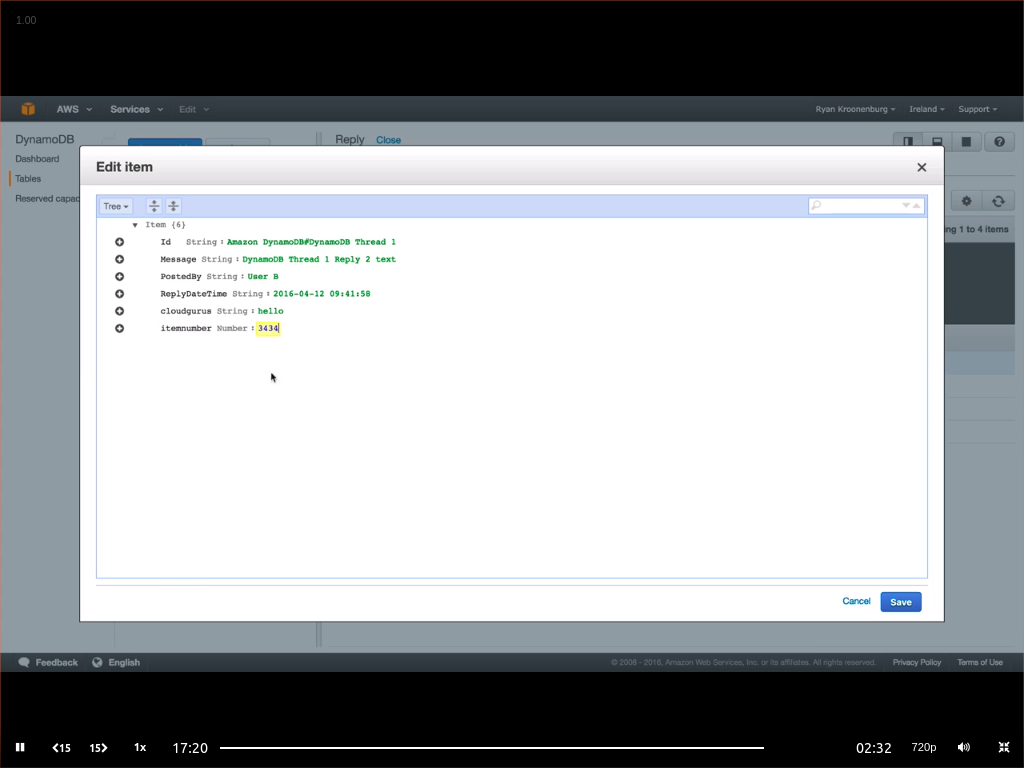 1.00
AWS Services Edit Ryan Kroonenburg Ireland Support
DynamoDB
Dashboard
Tables
Reserved capac
Reply Close
ng 1 to 4 items
Edit item
Tree
Item {6}
Id String : Amazon DynamoDB#DynamoDB Thread 1
Message String : DynamoDB Thread 1 Reply 2 text
PostedBy String : User B
ReplyDateTime String : 2016-04-12 09:41:58
cloudgurus String : hello
itemnumber Number : 3434
Cancel Save
Feedback English © 2008 - 2016, Amazon Web Services, Inc. or its affiliates. All rights reserved. Privacy Policy Terms of Use
15 15 1x 17:20 02:32 720p